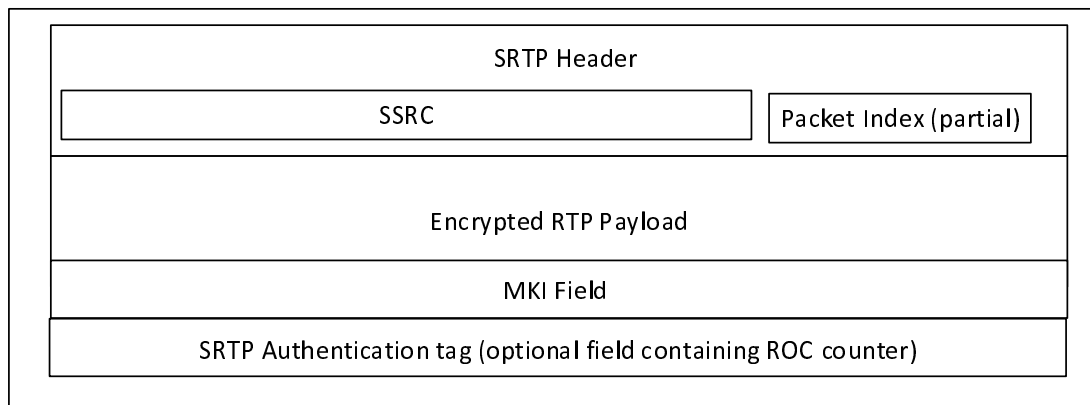 SRTP Header
SSRC
Packet Index (partial)
Encrypted RTP Payload
MKI Field
SRTP Authentication tag (optional field containing ROC counter)